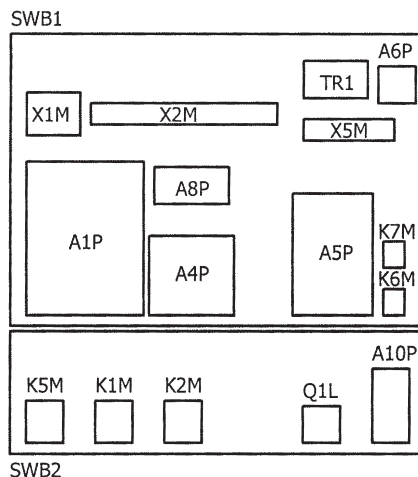 SWB1
A6P
TR1
X1M
X2M
X5M
A8P
A1P
A4P
A5P
K7M
K6M
A10P
K5M
K1M
K2M
Q1L
SWB2